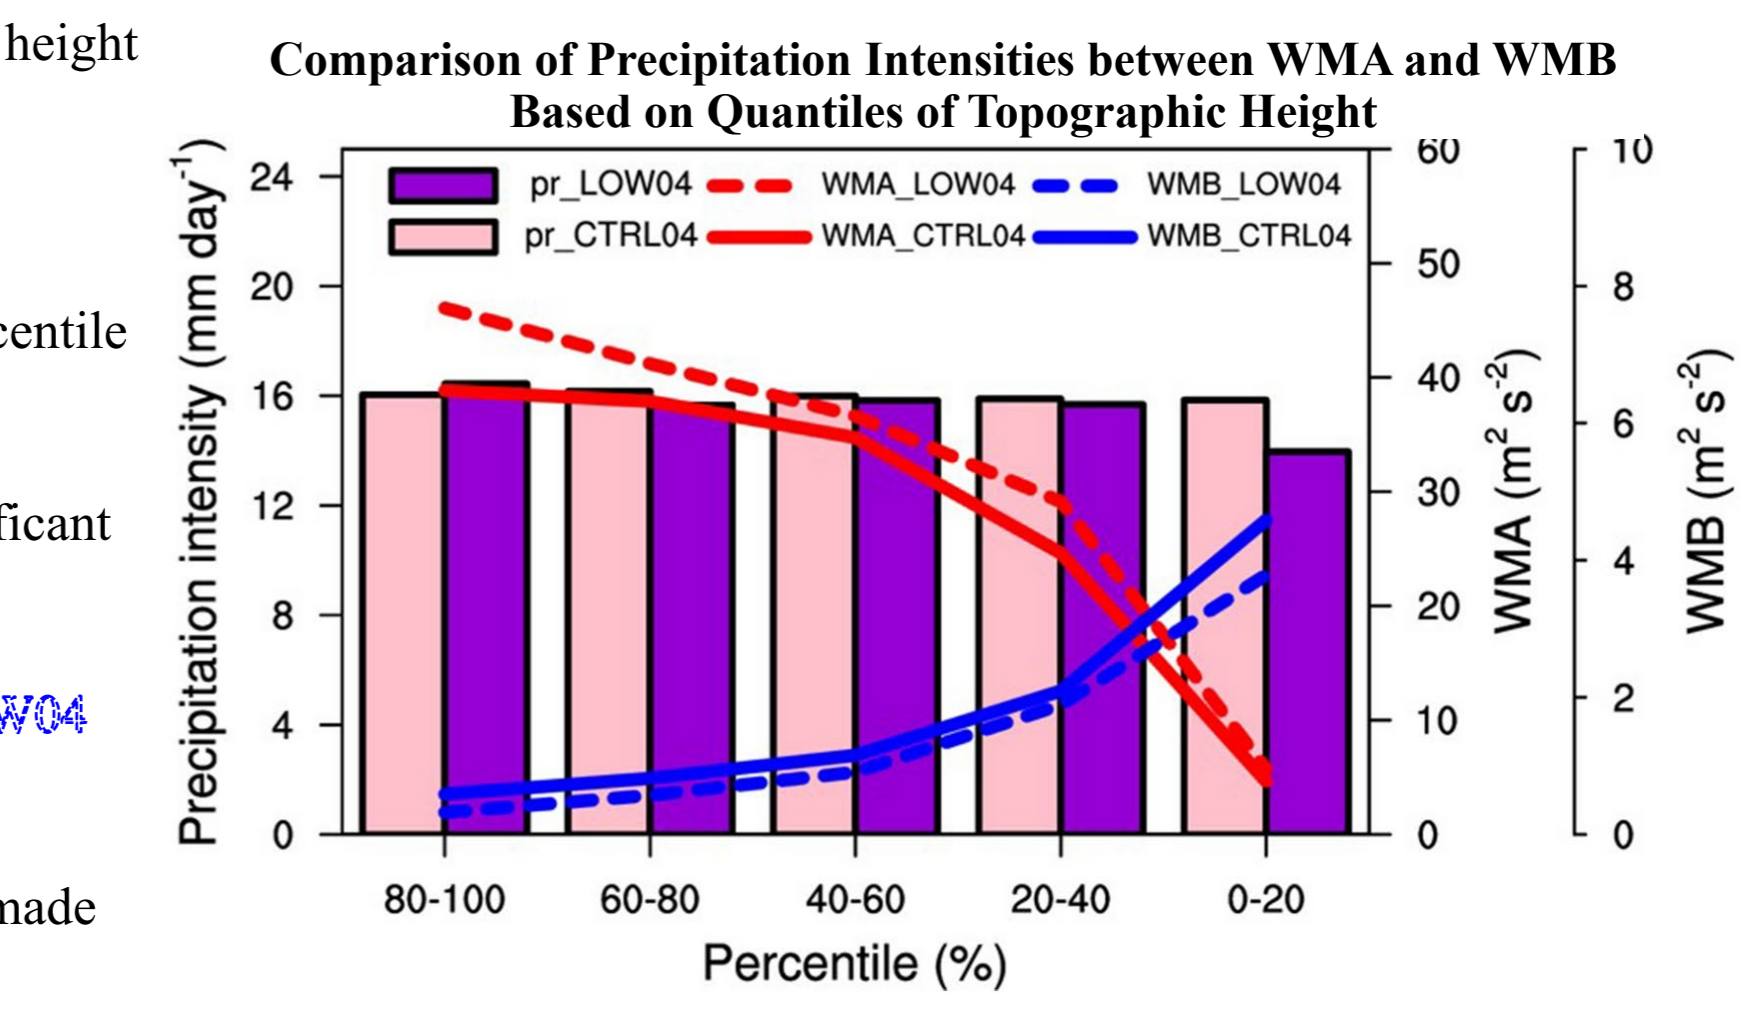 height
centile
ficant
W04
made
Comparison of Precipitation Intensities between WMA and WMB
Based on Quantiles of Topographic Height
pr_LOW04 WMA_LOW04 WMB_LOW04
pr_CTRL04 WMA_CTRL04 WMB_CTRL04
Precipitation intensity (mm day-1)
24
20
16
12
8
4
0
60
50
40
30
20
10
0
WMA (m2 s-2)
10
8
6
4
2
0
WMB (m2 s-2)
80-100 60-80 40-60 20-40 0-20
Percentile (%)